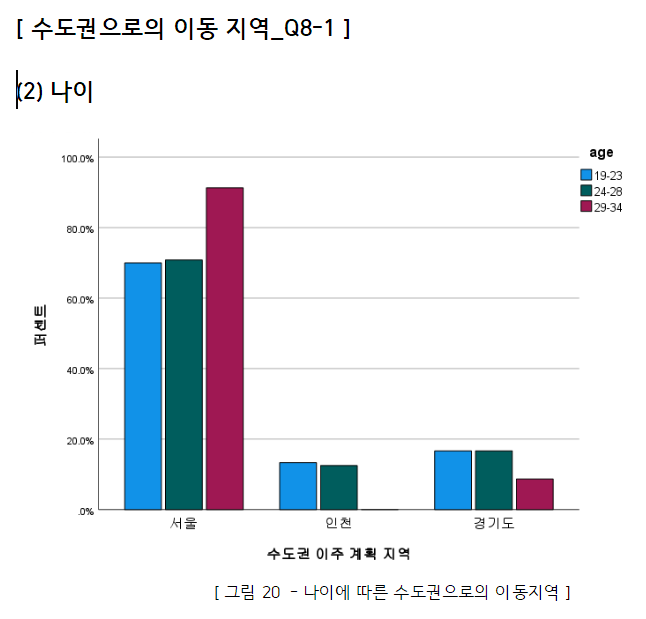 [ 수도권으로의 이동 지역_Q8-1 ]
(2) 나이
age
19-23
24-28
29-34
100.0%
80.0%
60.0%
40.0%
20.0%
.0%
퍼센트
서울 인천 경기도
수도권 이주 계획 지역
[ 그림 20 - 나이에 따른 수도권으로의 이동지역 ]